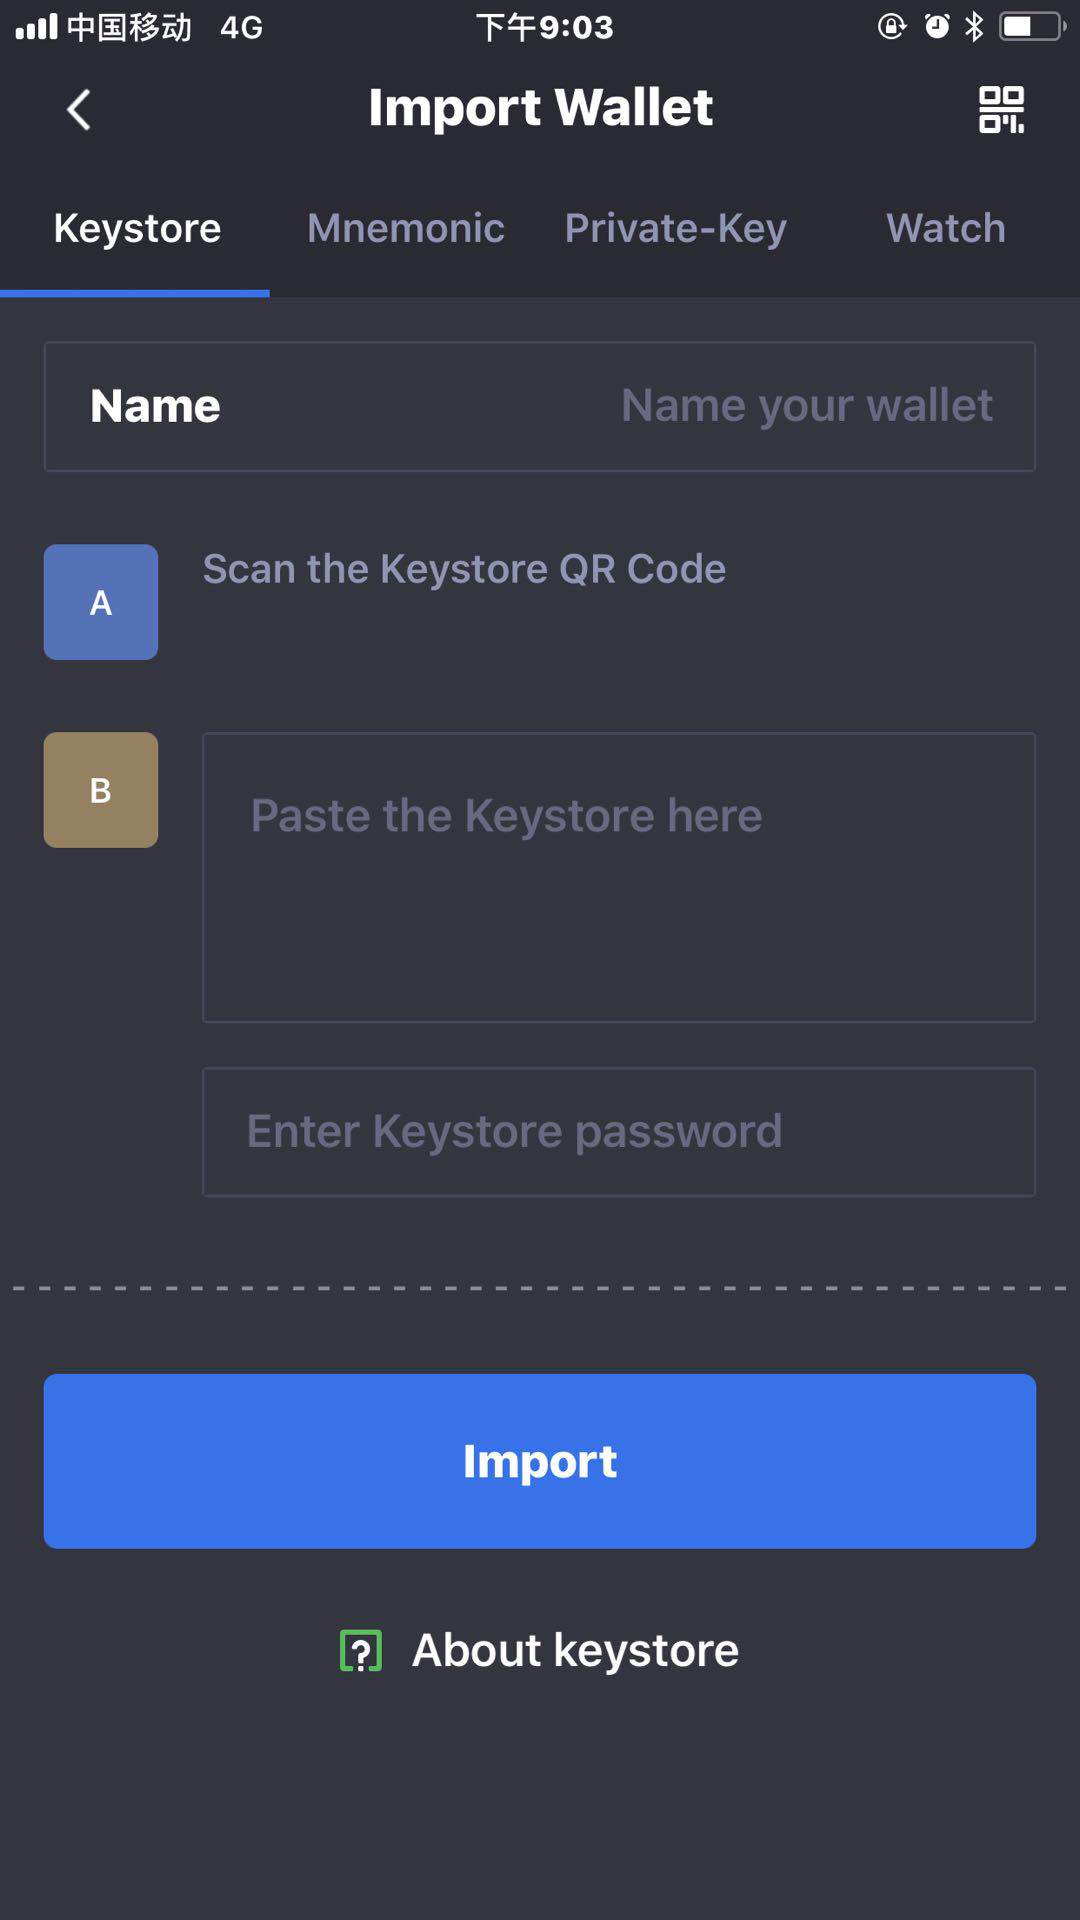 中国移动 4G 下午9:03
Import Wallet
Keystore Mnemonic Private-Key Watch
Name Name your wallet
A Scan the Keystore QR Code
B Paste the Keystore here
Enter Keystore password
Import
? About keystore